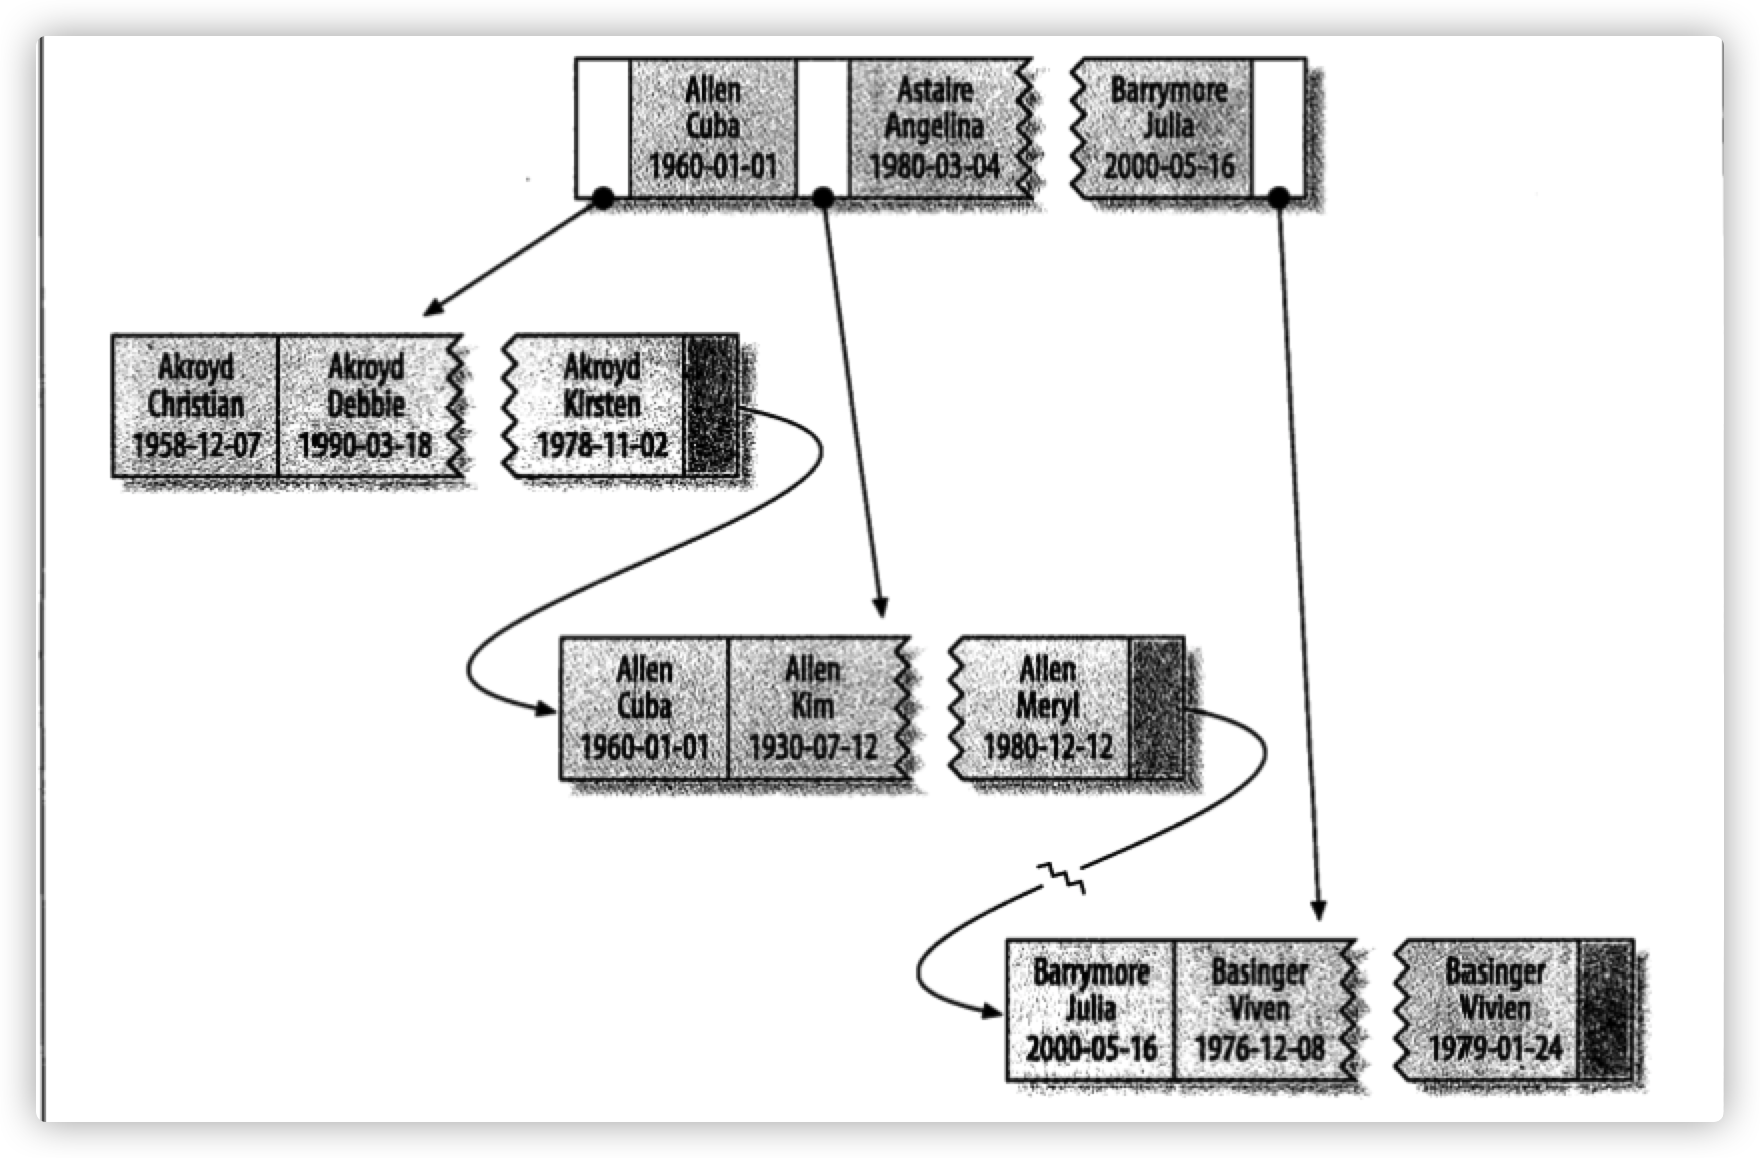 Allen
Cuba
1960-01-01
Astaire
Angelina
1980-03-04
Barrymore
Julia
2000-05-16
Akroyd
Christian
1958-12-07
Akroyd
Debbie
1990-03-18
Akroyd
Kirsten
1978-11-02
Allen
Cuba
1960-01-01
Allen
Kim
1930-07-12
Allen
Meryl
1980-12-12
Barrymore
Julia
2000-05-16
Basinger
Viven
1976-12-08
Basinger
Vivien
1979-01-24